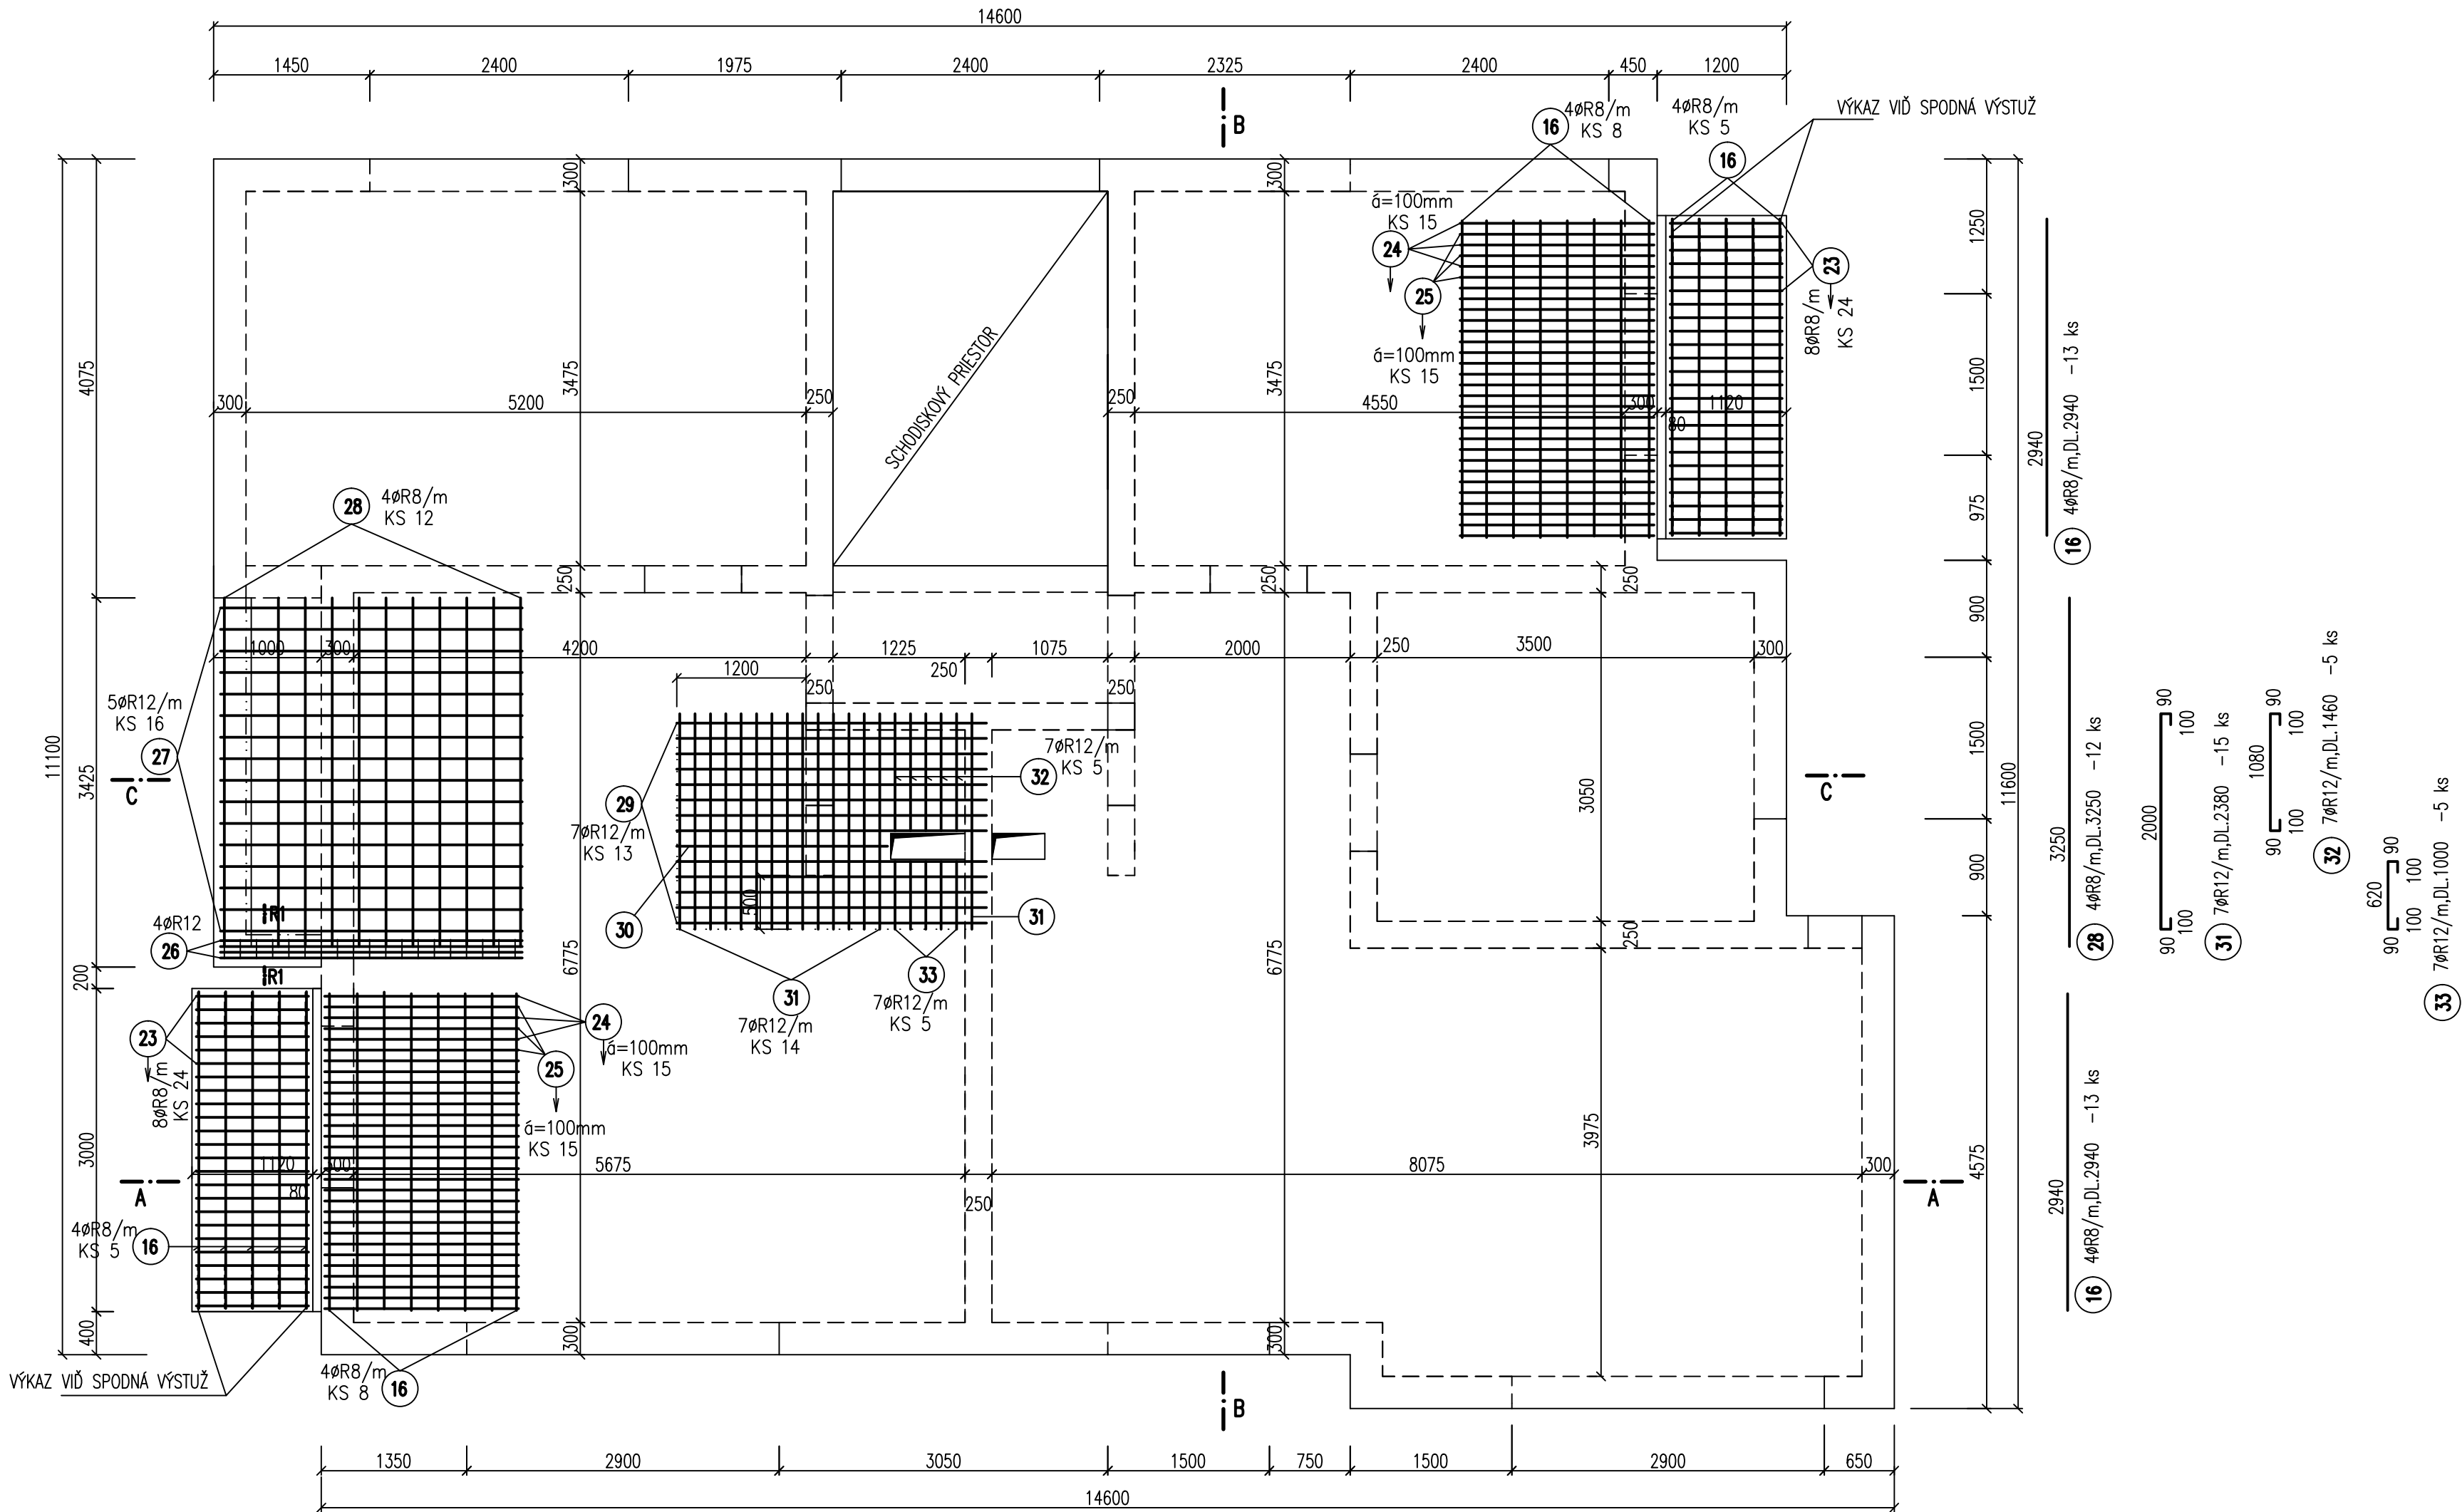 14600
1450
2400
1975
2400
2325
2400
450
1200
B
4øR8/m
KS 8
16
4øR8/m
KS 5
16
VÝKAZ VIĎ SPODNÁ VÝSTUŽ
300
300
á=100mm
KS 15
24
25
á=100mm
KS 15
23
8øR8/m
KS 24
1250
1500
975
900
1500
900
4575
11600
4075
3425
200
3000
400
11100
3475
3475
300
5200
250
250
4550
300
1120
80
SCHODISKOVÝ PRIESTOR
28
4øR8/m
KS 12
250
250
250
1000
300
4200
1225
250
1075
2000
250
3500
300
1200
250
250
5øR12/m
KS 16
27
C
C
7øR12/m
KS 5
32
29
7øR12/m
KS 13
30
500
31
3050
250
R1
4øR12
26
R1
6775
6775
33
7øR12/m
KS 5
31
7øR12/m
KS 14
23
8øR8/m
KS 24
24
á=100mm
KS 15
25
á=100mm
KS 15
3975
1120
300
80
5675
250
8075
300
A
A
4øR8/m
KS 5
16
300
300
VÝKAZ VIĎ SPODNÁ VÝSTUŽ
4øR8/m
KS 8
16
B
1350
2900
3050
1500
750
1500
2900
650
14600
2940
16
4øR8/m,DL.2940 -13 ks
3250
28
4øR8/m,DL.3250 -12 ks
2940
16
4øR8/m,DL.2940 -13 ks
90
100
2000
90
100
31
7øR12/m,DL.2380 -15 ks
90
100
1080
90
100
32
7øR12/m,DL.1460 -5 ks
90
100
620
90
100
33
7øR12/m,DL.1000 -5 ks